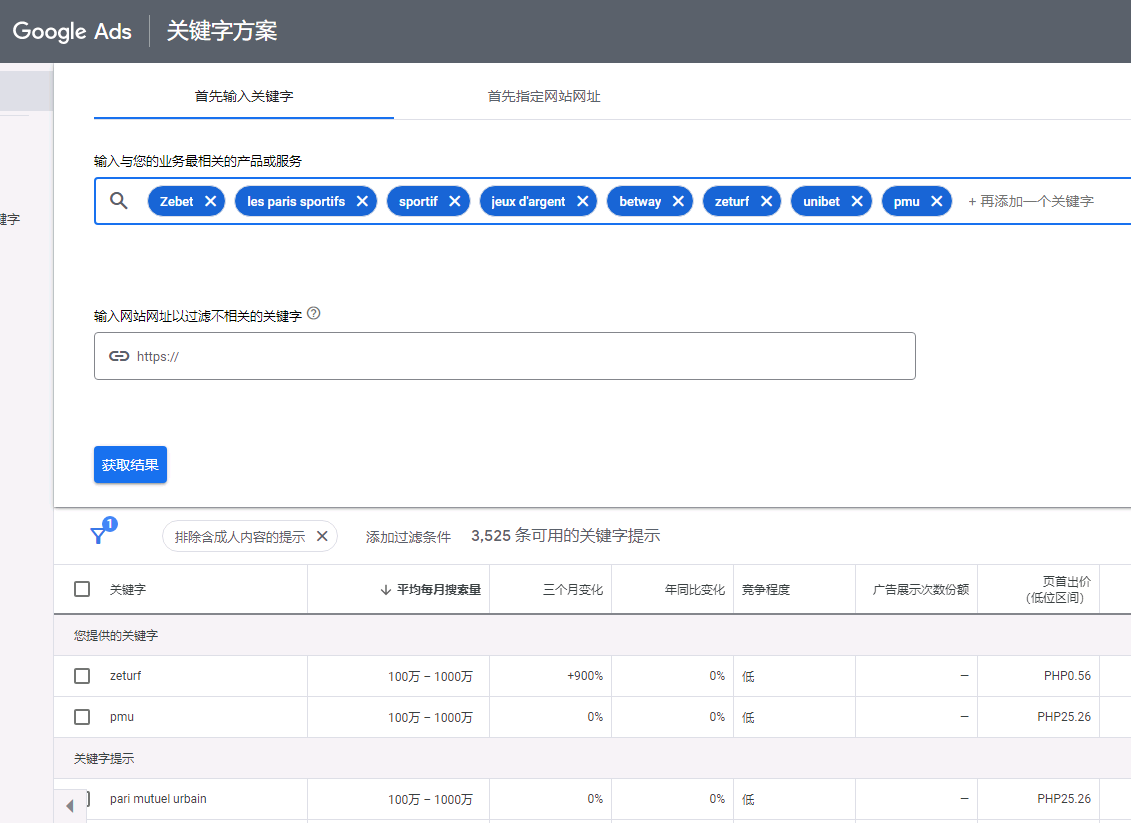 Google Ads 关键字方案
首先输入关键字 首先指定网站网址
输入与您的业务最相关的产品或服务
Zebet les paris sportifs sportif jeux d'argent betway zeturf unibet pmu + 再添加一个关键字
键字
输入网站网址以过滤不相关的关键字
https://
获取结果
1
排除含成人内容的提示 添加过滤条件 3,525 条可用的关键字提示
关键字 平均每月搜索量 三个月变化 年同比变化 竞争程度 广告展示次数份额 页首出价
(低位区间)
您提供的关键字
zeturf 100万 – 1000万 +900% 0% 低 — PHP0.56
pmu 100万 – 1000万 0% 0% 低 — PHP25.26
关键字提示
pari mutuel urbain 100万 – 1000万 0% 0% 低 — PHP25.26